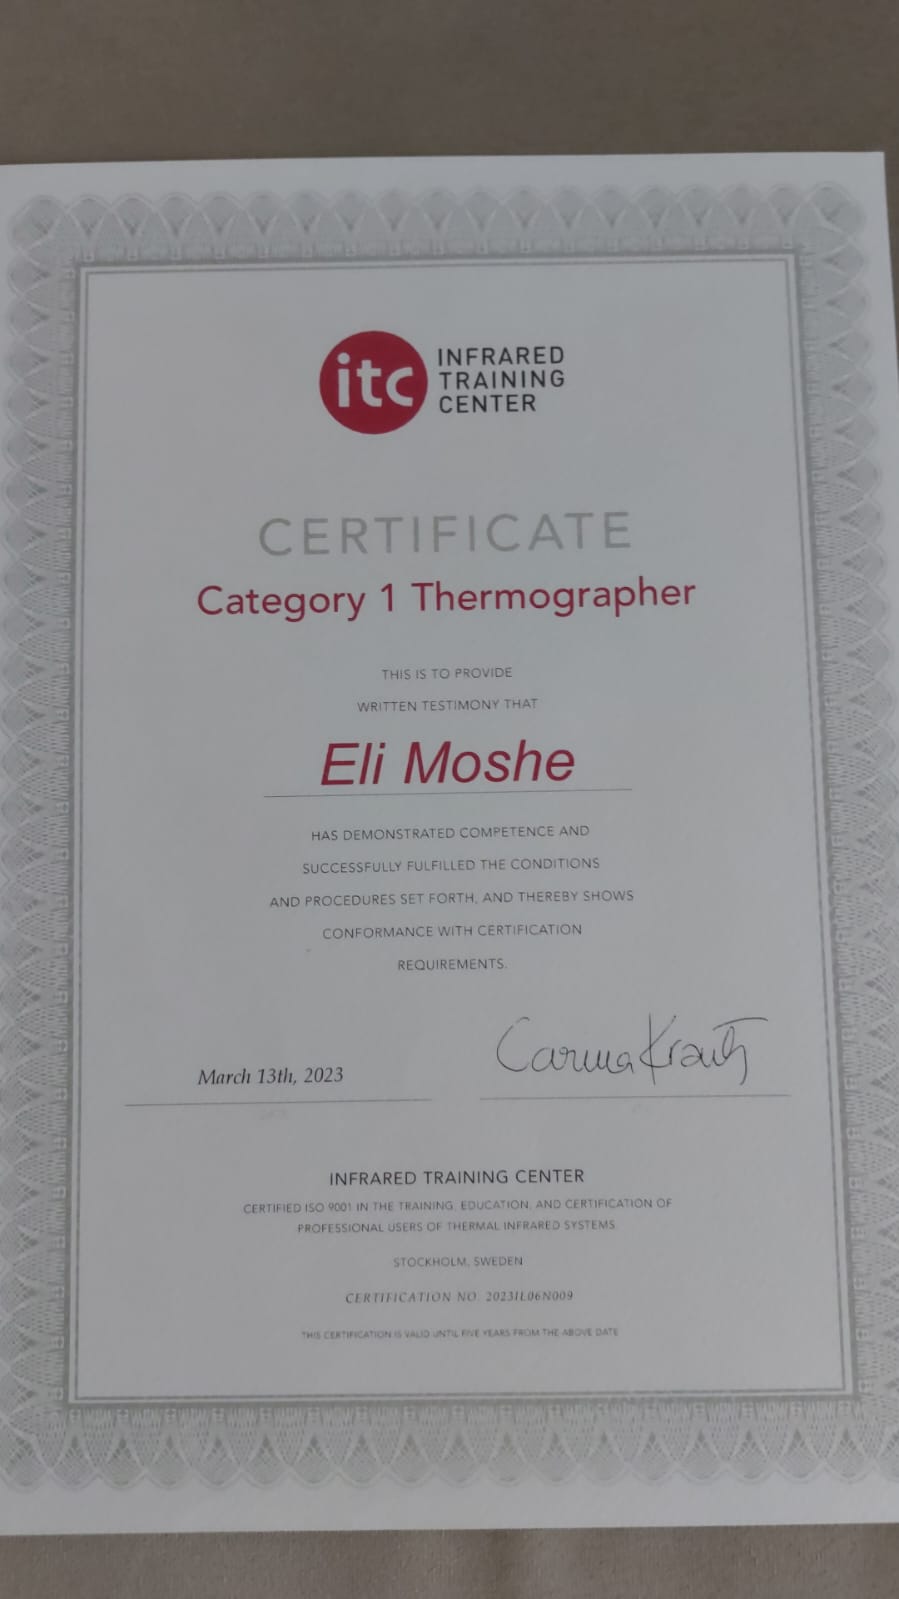 itc
INFRARED
TRAINING
CENTER
CERTIFICATE
Category 1 Thermographer
THIS IS TO PROVIDE
WRITTEN TESTIMONY THAT
Eli Moshe
HAS DEMONSTRATED COMPETENCE AND
SUCCESSFULLY FULFILLED THE CONDITIONS
AND PROCEDURES SET FORTH, AND THEREBY SHOWS
CONFORMANCE WITH CERTIFICATION
REQUIREMENTS.
March 13th, 2023
Carina Krantz
INFRARED TRAINING CENTER
CERTIFIED ISO 9001 IN THE TRAINING, EDUCATION, AND CERTIFICATION OF
PROFESSIONAL USERS OF THERMAL INFRARED SYSTEMS
STOCKHOLM, SWEDEN
CERTIFICATION NO. 2023IL06N009
THIS CERTIFICATION IS VALID UNTIL FIVE YEARS FROM THE ABOVE DATE